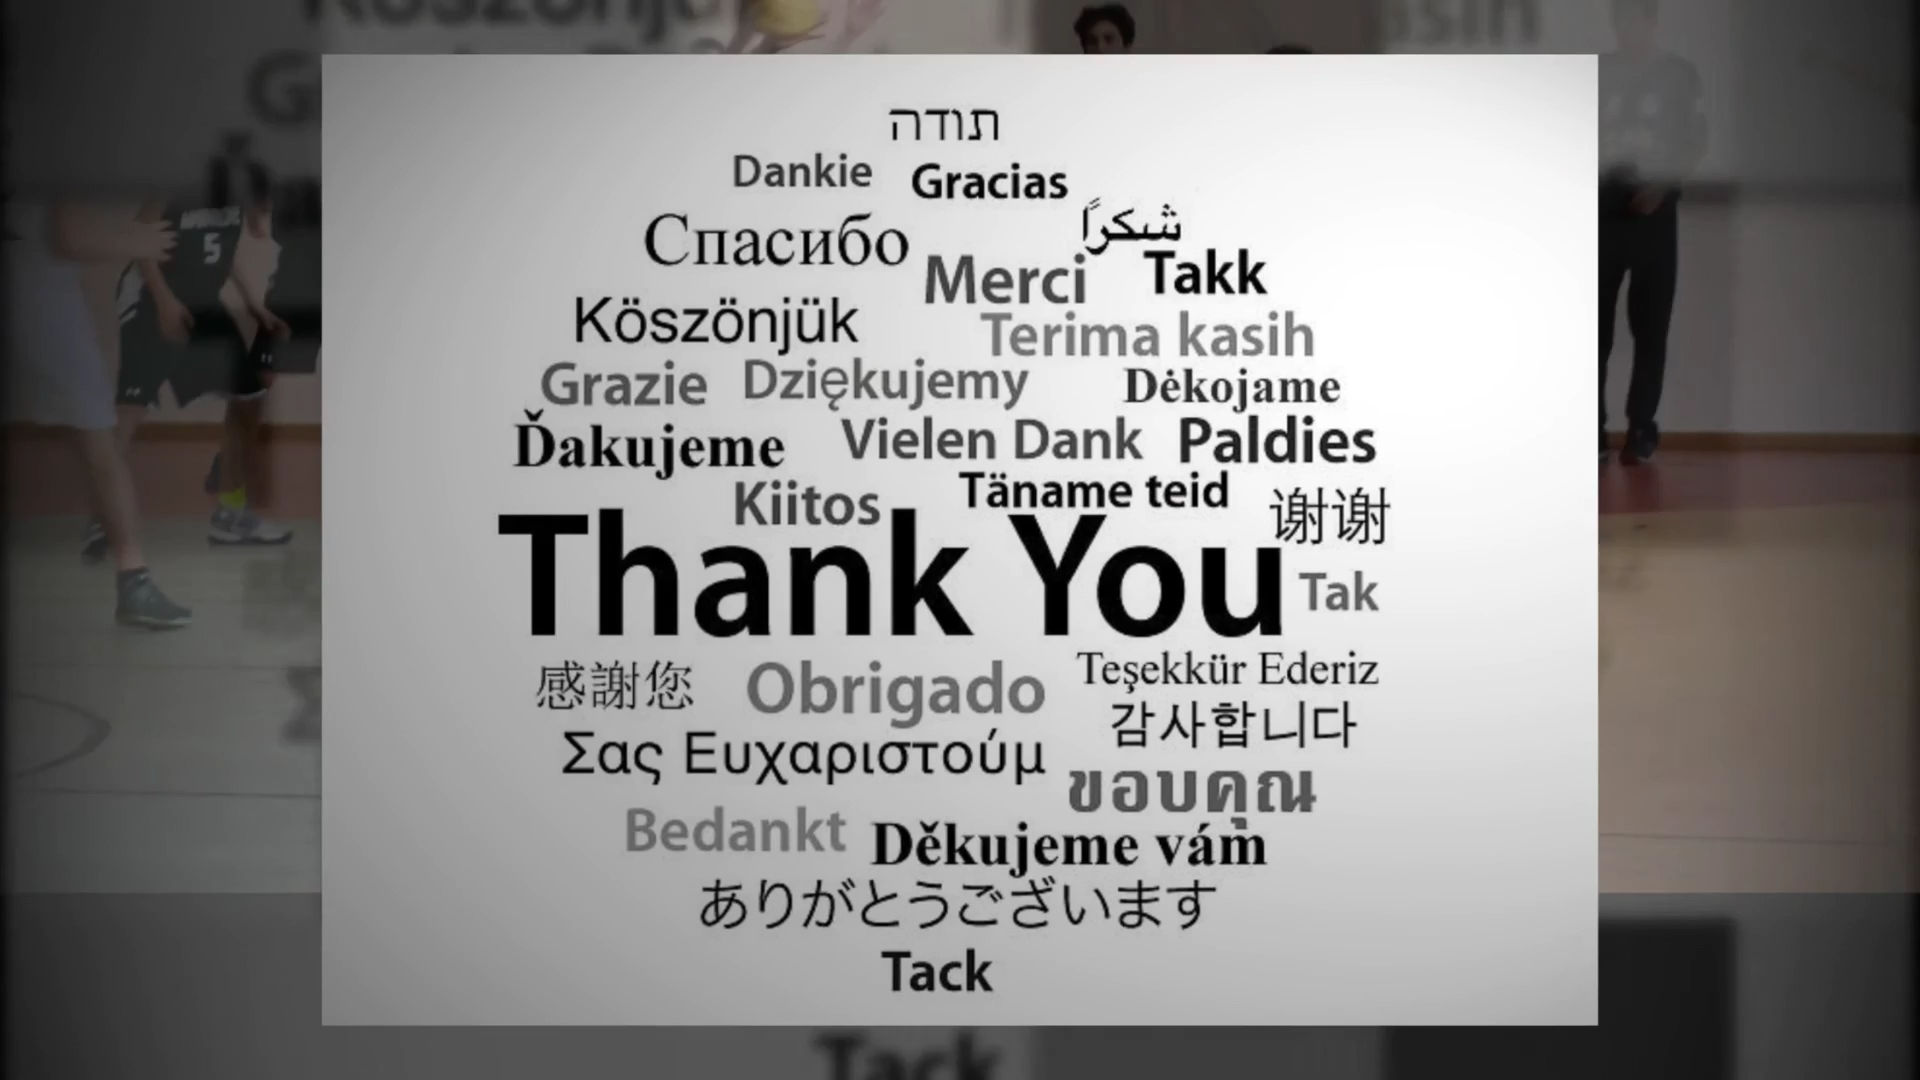 תודה
Dankie Gracias
Спасибо شكراً
Merci Takk
Köszönjük Terima kasih
Grazie Dziękujemy Dėkojame
Ďakujeme Vielen Dank Paldies
Kiitos Täname teid 谢谢
Thank You Tak
感謝您 Obrigado Teşekkür Ederiz
감사합니다
Σας Ευχαριστούμ
ขอบคุณ
Bedankt Děkujeme vám
ありがとうございます
Tack
5
Tack